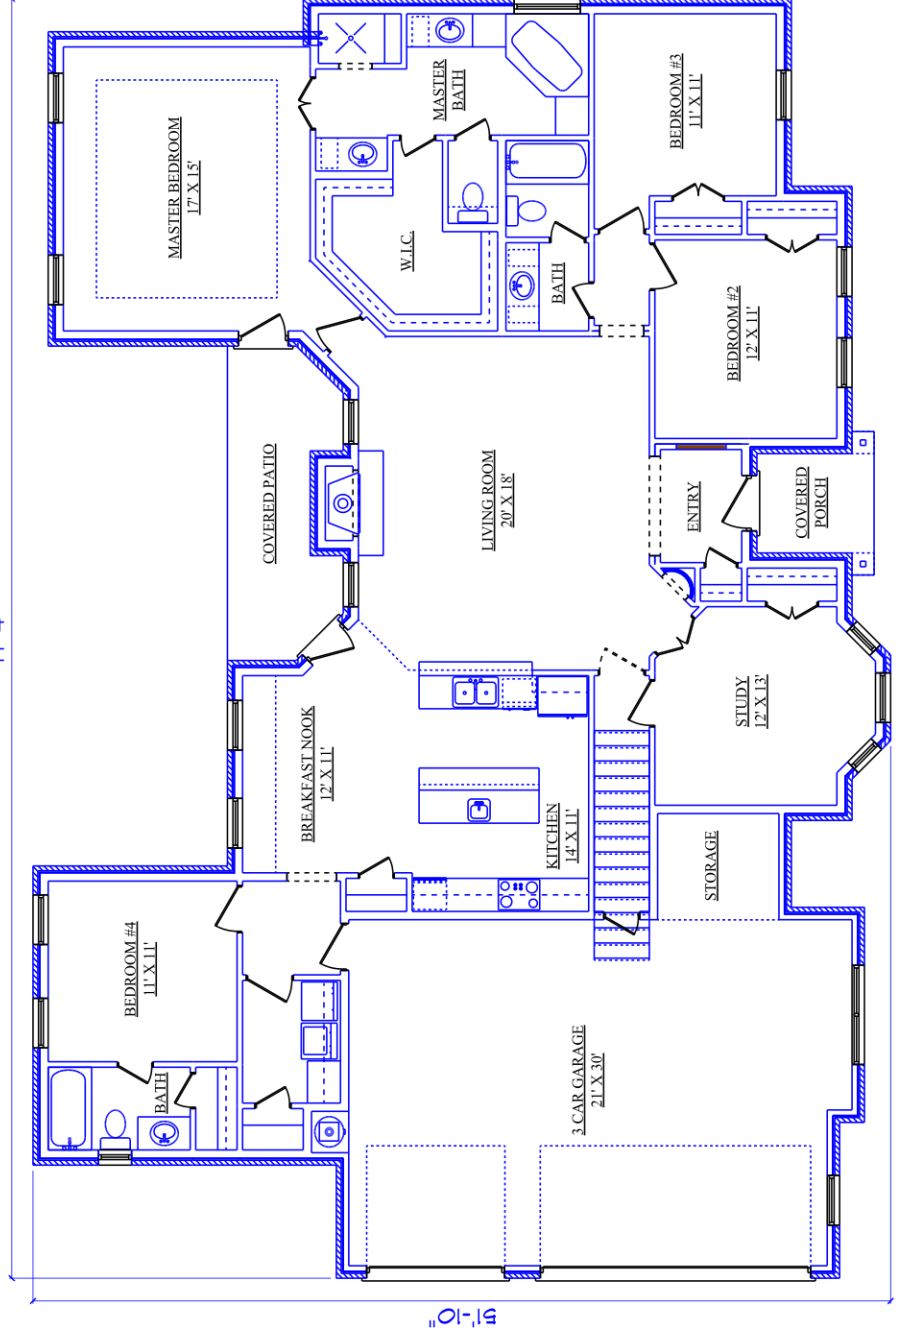 MASTER BEDROOM
17' X 15'
MASTER
BATH
BEDROOM #3
11' X 11'
W.I.C.
BATH
BEDROOM #2
12' X 11'
COVERED PATIO
LIVING ROOM
20' X 18'
ENTRY
COVERED
PORCH
BREAKFAST NOOK
12' X 11'
KITCHEN
14' X 11'
STUDY
12' X 13'
STORAGE
BEDROOM #4
11' X 11'
BATH
3 CAR GARAGE
21' X 30'
51'-10"